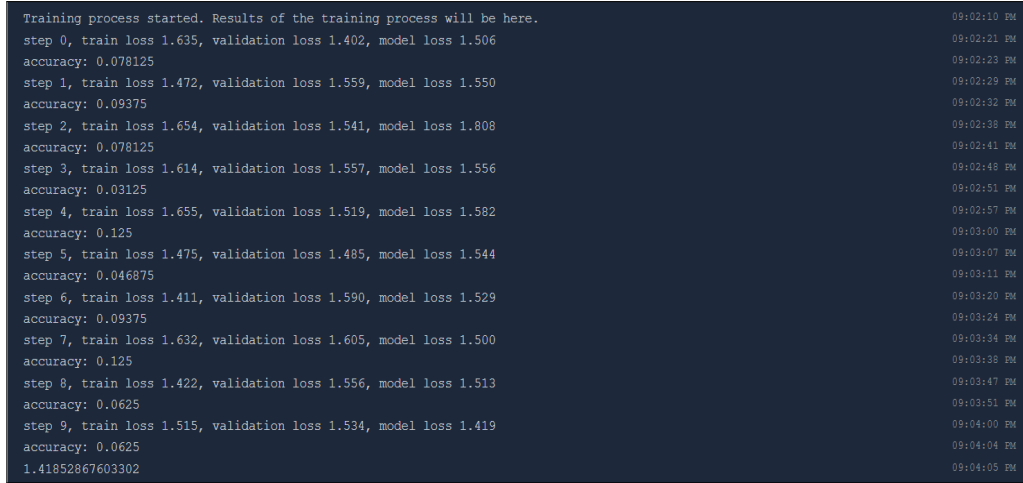 Training process started. Results of the training process will be here. 09:02:10 PM
step 0, train loss 1.635, validation loss 1.402, model loss 1.506 09:02:21 PM
accuracy: 0.078125 09:02:23 PM
step 1, train loss 1.472, validation loss 1.559, model loss 1.550 09:02:29 PM
accuracy: 0.09375 09:02:32 PM
step 2, train loss 1.654, validation loss 1.541, model loss 1.808 09:02:38 PM
accuracy: 0.078125 09:02:41 PM
step 3, train loss 1.614, validation loss 1.557, model loss 1.556 09:02:48 PM
accuracy: 0.03125 09:02:51 PM
step 4, train loss 1.655, validation loss 1.519, model loss 1.582 09:02:57 PM
accuracy: 0.125 09:03:00 PM
step 5, train loss 1.475, validation loss 1.485, model loss 1.544 09:03:07 PM
accuracy: 0.046875 09:03:11 PM
step 6, train loss 1.411, validation loss 1.590, model loss 1.529 09:03:20 PM
accuracy: 0.09375 09:03:24 PM
step 7, train loss 1.632, validation loss 1.605, model loss 1.500 09:03:34 PM
accuracy: 0.125 09:03:38 PM
step 8, train loss 1.422, validation loss 1.556, model loss 1.513 09:03:47 PM
accuracy: 0.0625 09:03:51 PM
step 9, train loss 1.515, validation loss 1.534, model loss 1.419 09:04:00 PM
accuracy: 0.0625 09:04:04 PM
1.41852867603302 09:04:05 PM